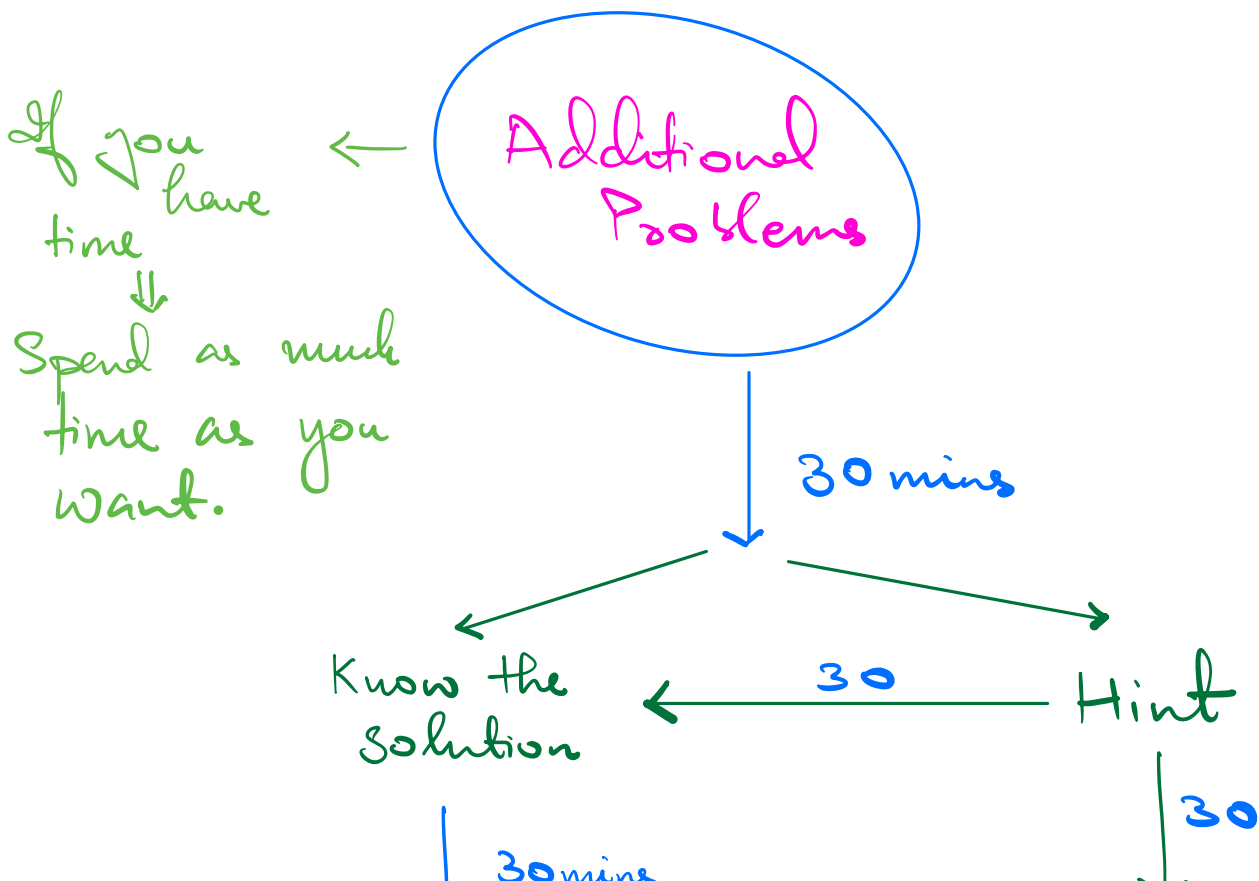 Additional
Problems
If you
have
time
Spend as much
time as you
want.
30 mins
Know the
solution
30
Hint
30
30 mins